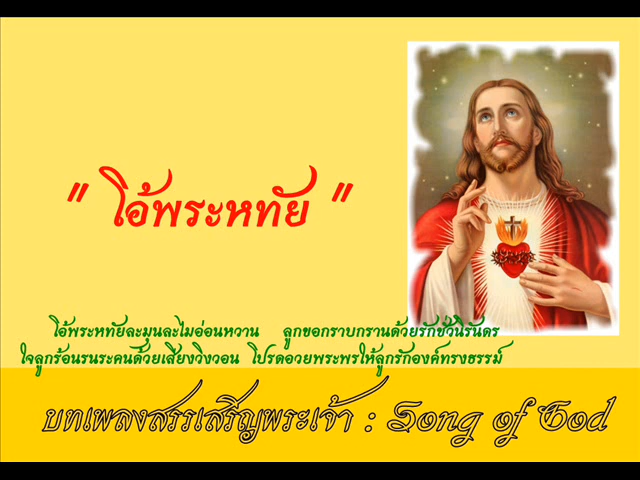 " โอ้พระหทัย "
โอ้พระหทัยละมุนละไมอ่อนหวาน ลูกขอกราบกรานด้วยรักชั่วนิรันดร
ใจลูกร้อนรนระคนด้วยเสียงวิงวอน โปรดอวยพระพรให้ลูกรักองค์ทรงธรรม์
บทเพลงสรรเสริญพระเจ้า : Song of God